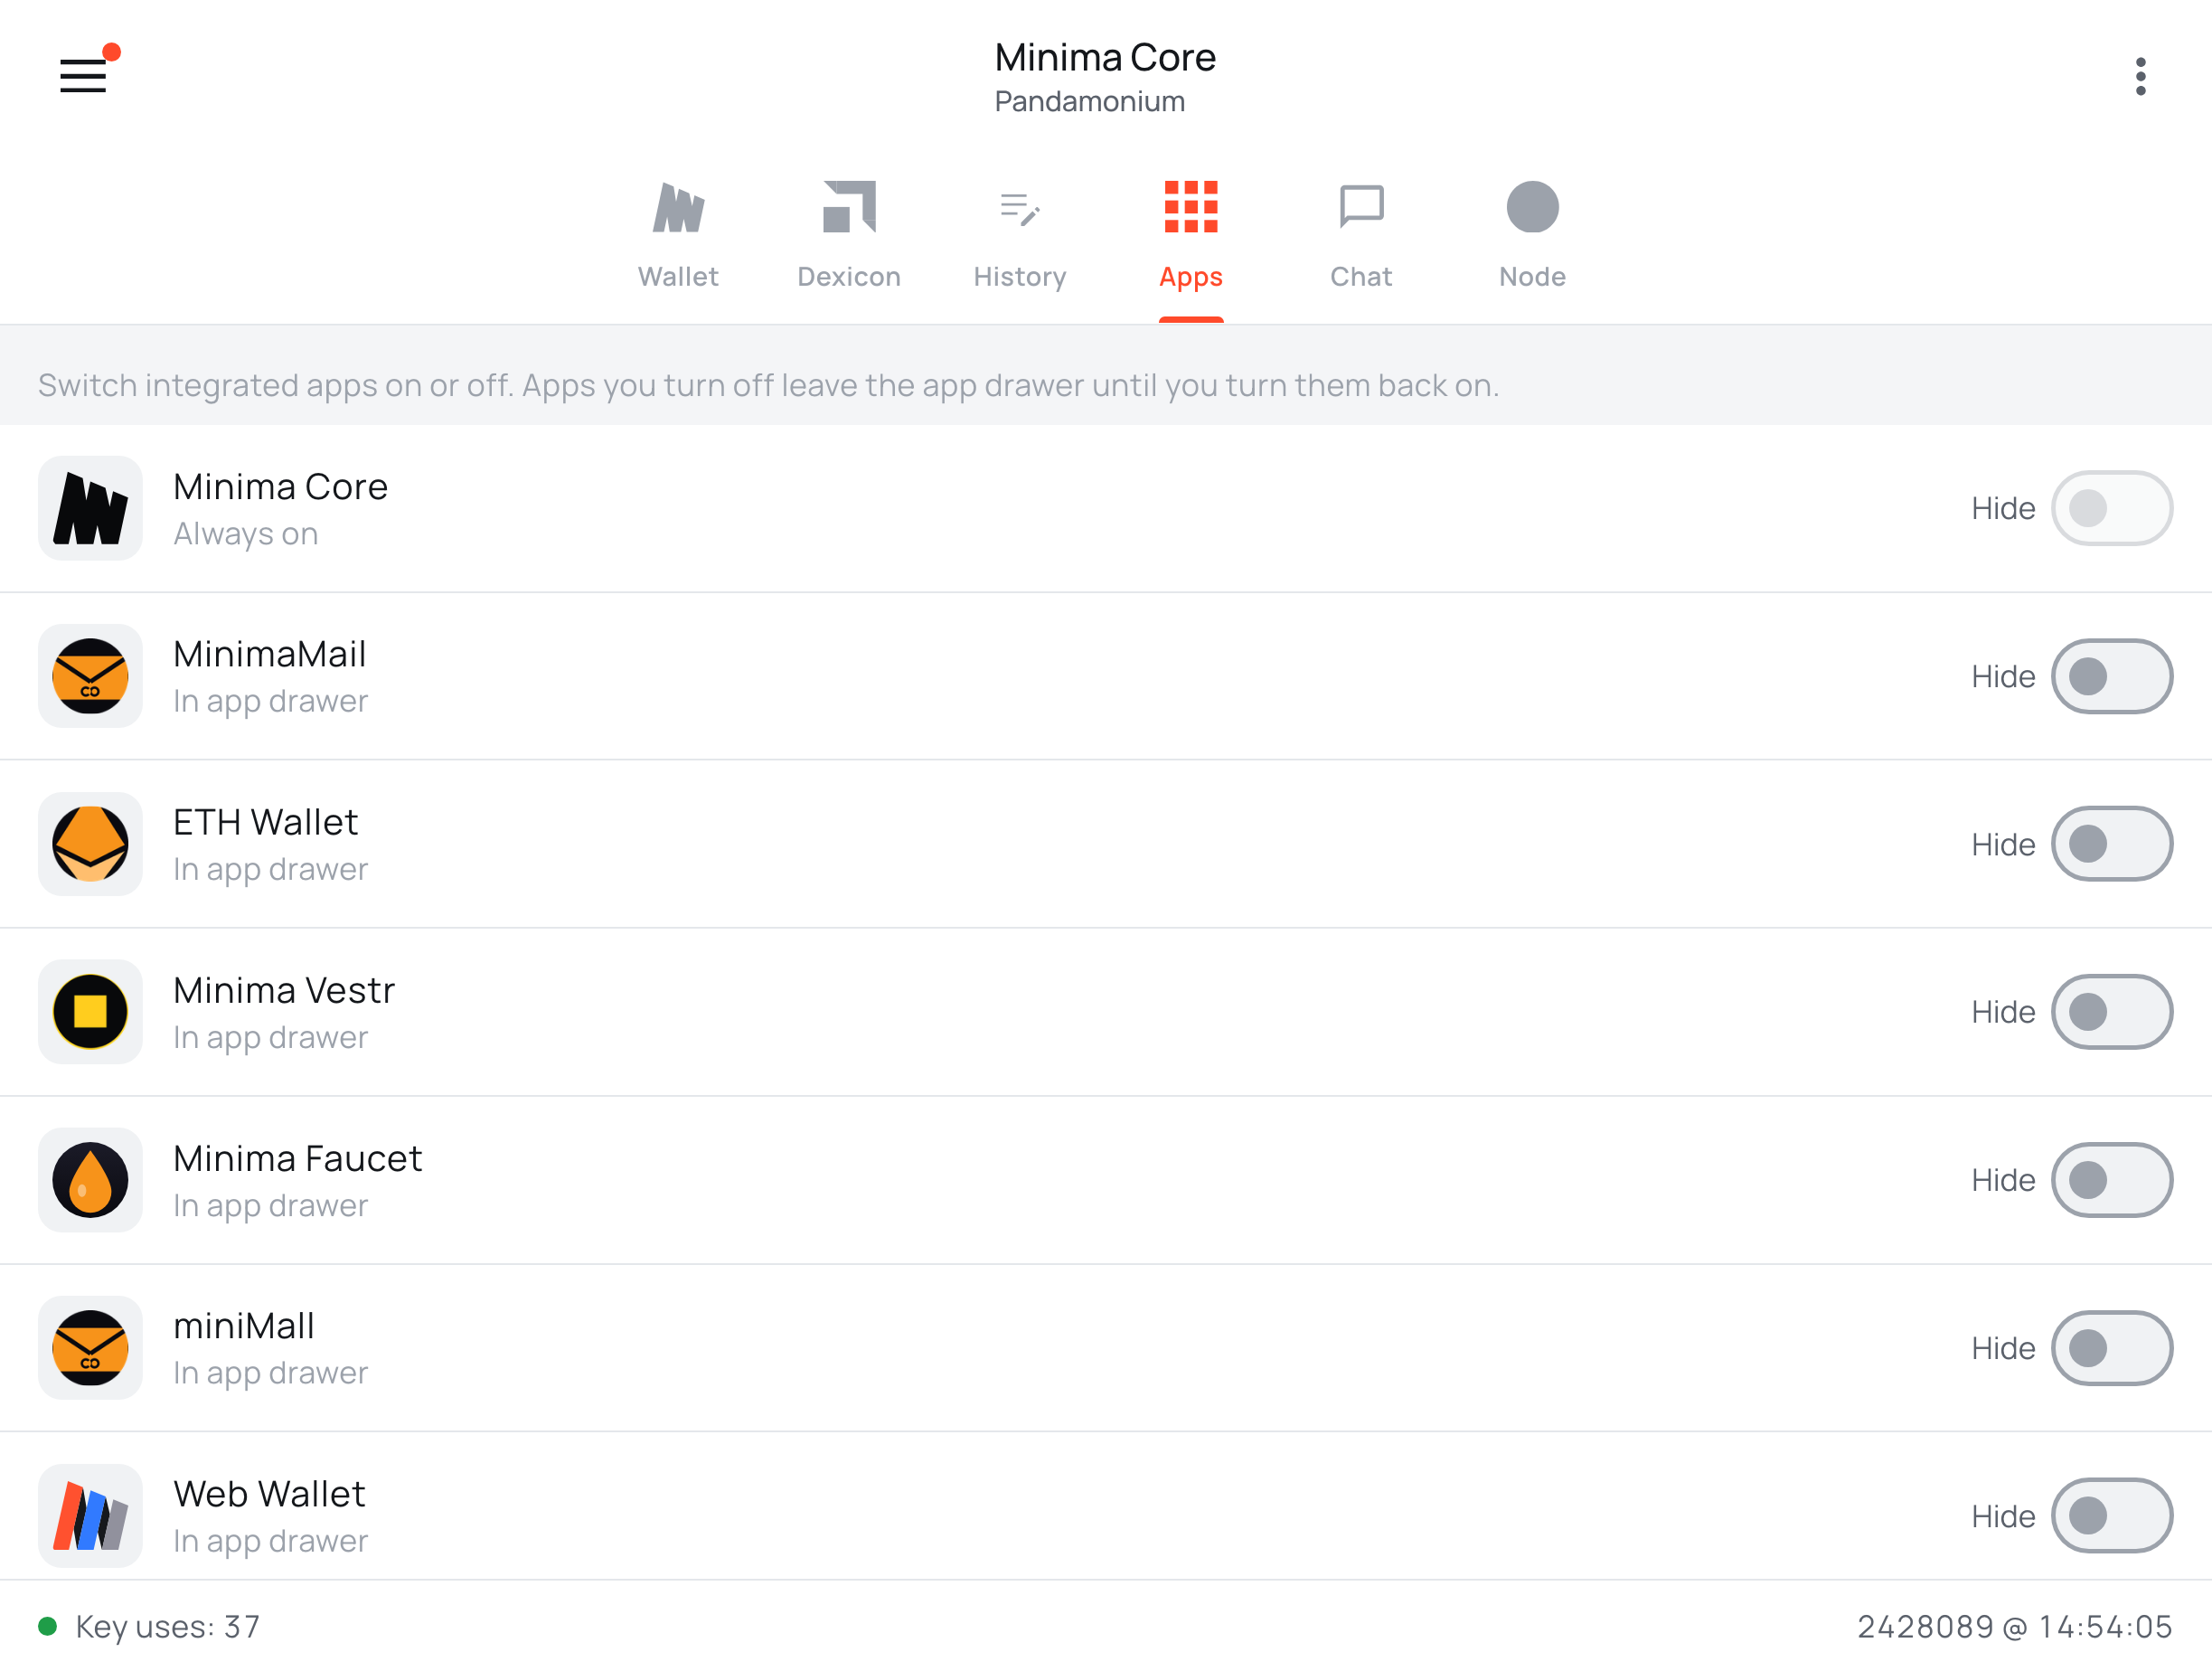 Minima Core
Pandamonium
Wallet
Dexicon
History
Apps
Chat
Node
Switch integrated apps on or off. Apps you turn off leave the app drawer until you turn them back on.
Minima Core
Always on
Hide
MinimaMail
In app drawer
Hide
ETH Wallet
In app drawer
Hide
Minima Vestr
In app drawer
Hide
Minima Faucet
In app drawer
Hide
miniMall
In app drawer
Hide
Web Wallet
In app drawer
Hide
Key uses: 37
2428089 @ 14:54:05